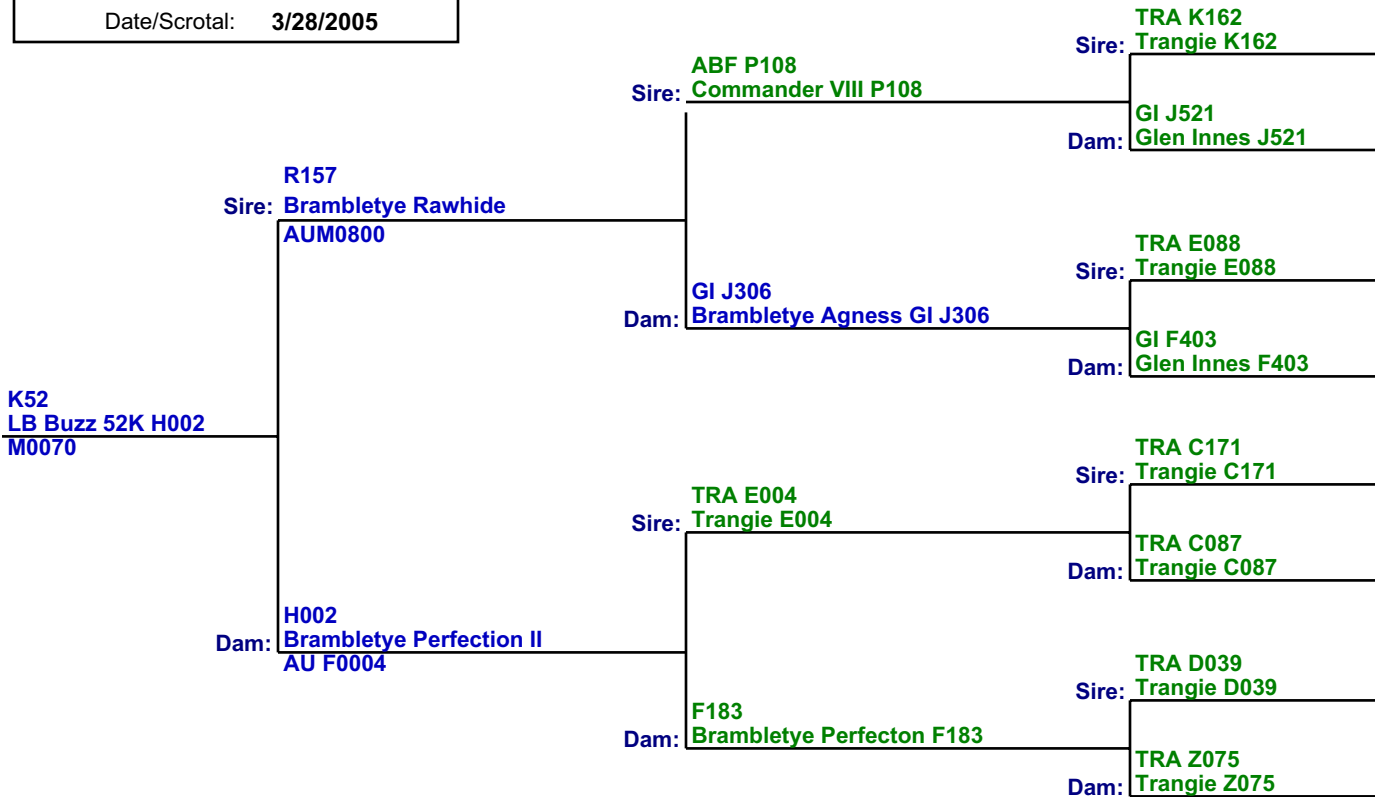 Date/Scrotal: 3/28/2005
TRA K162
Sire: Trangie K162
ABF P108
Sire: Commander VIII P108
GI J521
Dam: Glen Innes J521
R157
Sire: Brambletye Rawhide
AUM0800
TRA E088
Sire: Trangie E088
GI J306
Dam: Brambletye Agness GI J306
GI F403
Dam: Glen Innes F403
K52
LB Buzz 52K H002
M0070
TRA C171
Sire: Trangie C171
TRA E004
Sire: Trangie E004
TRA C087
Dam: Trangie C087
H002
Dam: Brambletye Perfection II
AU F0004
TRA D039
Sire: Trangie D039
F183
Dam: Brambletye Perfecton F183
TRA Z075
Dam: Trangie Z075